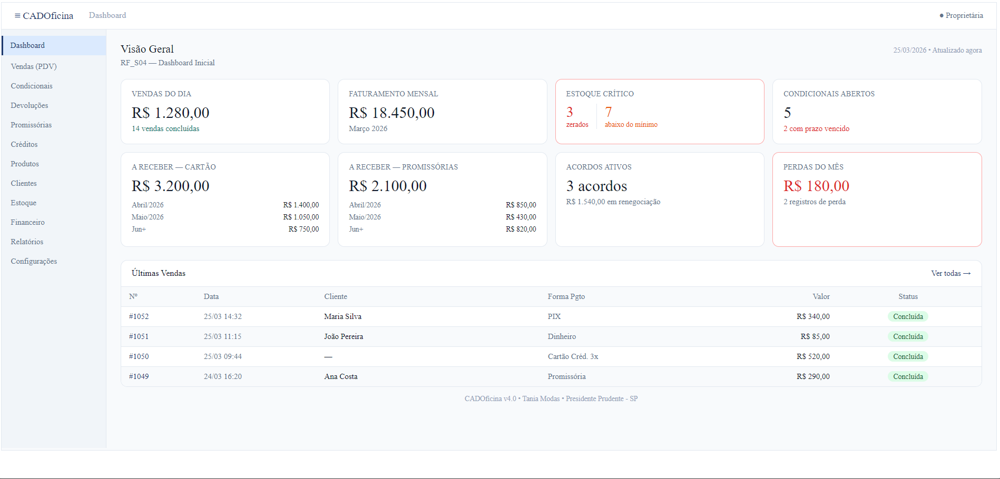 ≡ CADOficina Dashboard ● Proprietária
Dashboard
Vendas (PDV)
Condicionais
Devoluções
Promissórias
Créditos
Produtos
Clientes
Estoque
Financeiro
Relatórios
Configurações
Visão Geral
RF_S04 — Dashboard Inicial
25/03/2026 • Atualizado agora
VENDAS DO DIA
R$ 1.280,00
14 vendas concluídas
FATURAMENTO MENSAL
R$ 18.450,00
Março 2026
ESTOQUE CRÍTICO
3 7
zerados abaixo do mínimo
CONDICIONAIS ABERTOS
5
2 com prazo vencido
A RECEBER — CARTÃO
R$ 3.200,00
Abril/2026 R$ 1.400,00
Maio/2026 R$ 1.050,00
Jun+ R$ 750,00
A RECEBER — PROMISSÓRIAS
R$ 2.100,00
Abril/2026 R$ 850,00
Maio/2026 R$ 430,00
Jun+ R$ 820,00
ACORDOS ATIVOS
3 acordos
R$ 1.540,00 em renegociação
PERDAS DO MÊS
R$ 180,00
2 registros de perda
Últimas Vendas Ver todas →
Nº Data Cliente Forma Pgto Valor Status
#1052 25/03 14:32 Maria Silva PIX R$ 340,00 Concluída
#1051 25/03 11:15 João Pereira Dinheiro R$ 85,00 Concluída
#1050 25/03 09:44 — Cartão Créd. 3x R$ 520,00 Concluída
#1049 24/03 16:20 Ana Costa Promissória R$ 290,00 Concluída
CADOficina v4.0 • Tania Modas • Presidente Prudente - SP